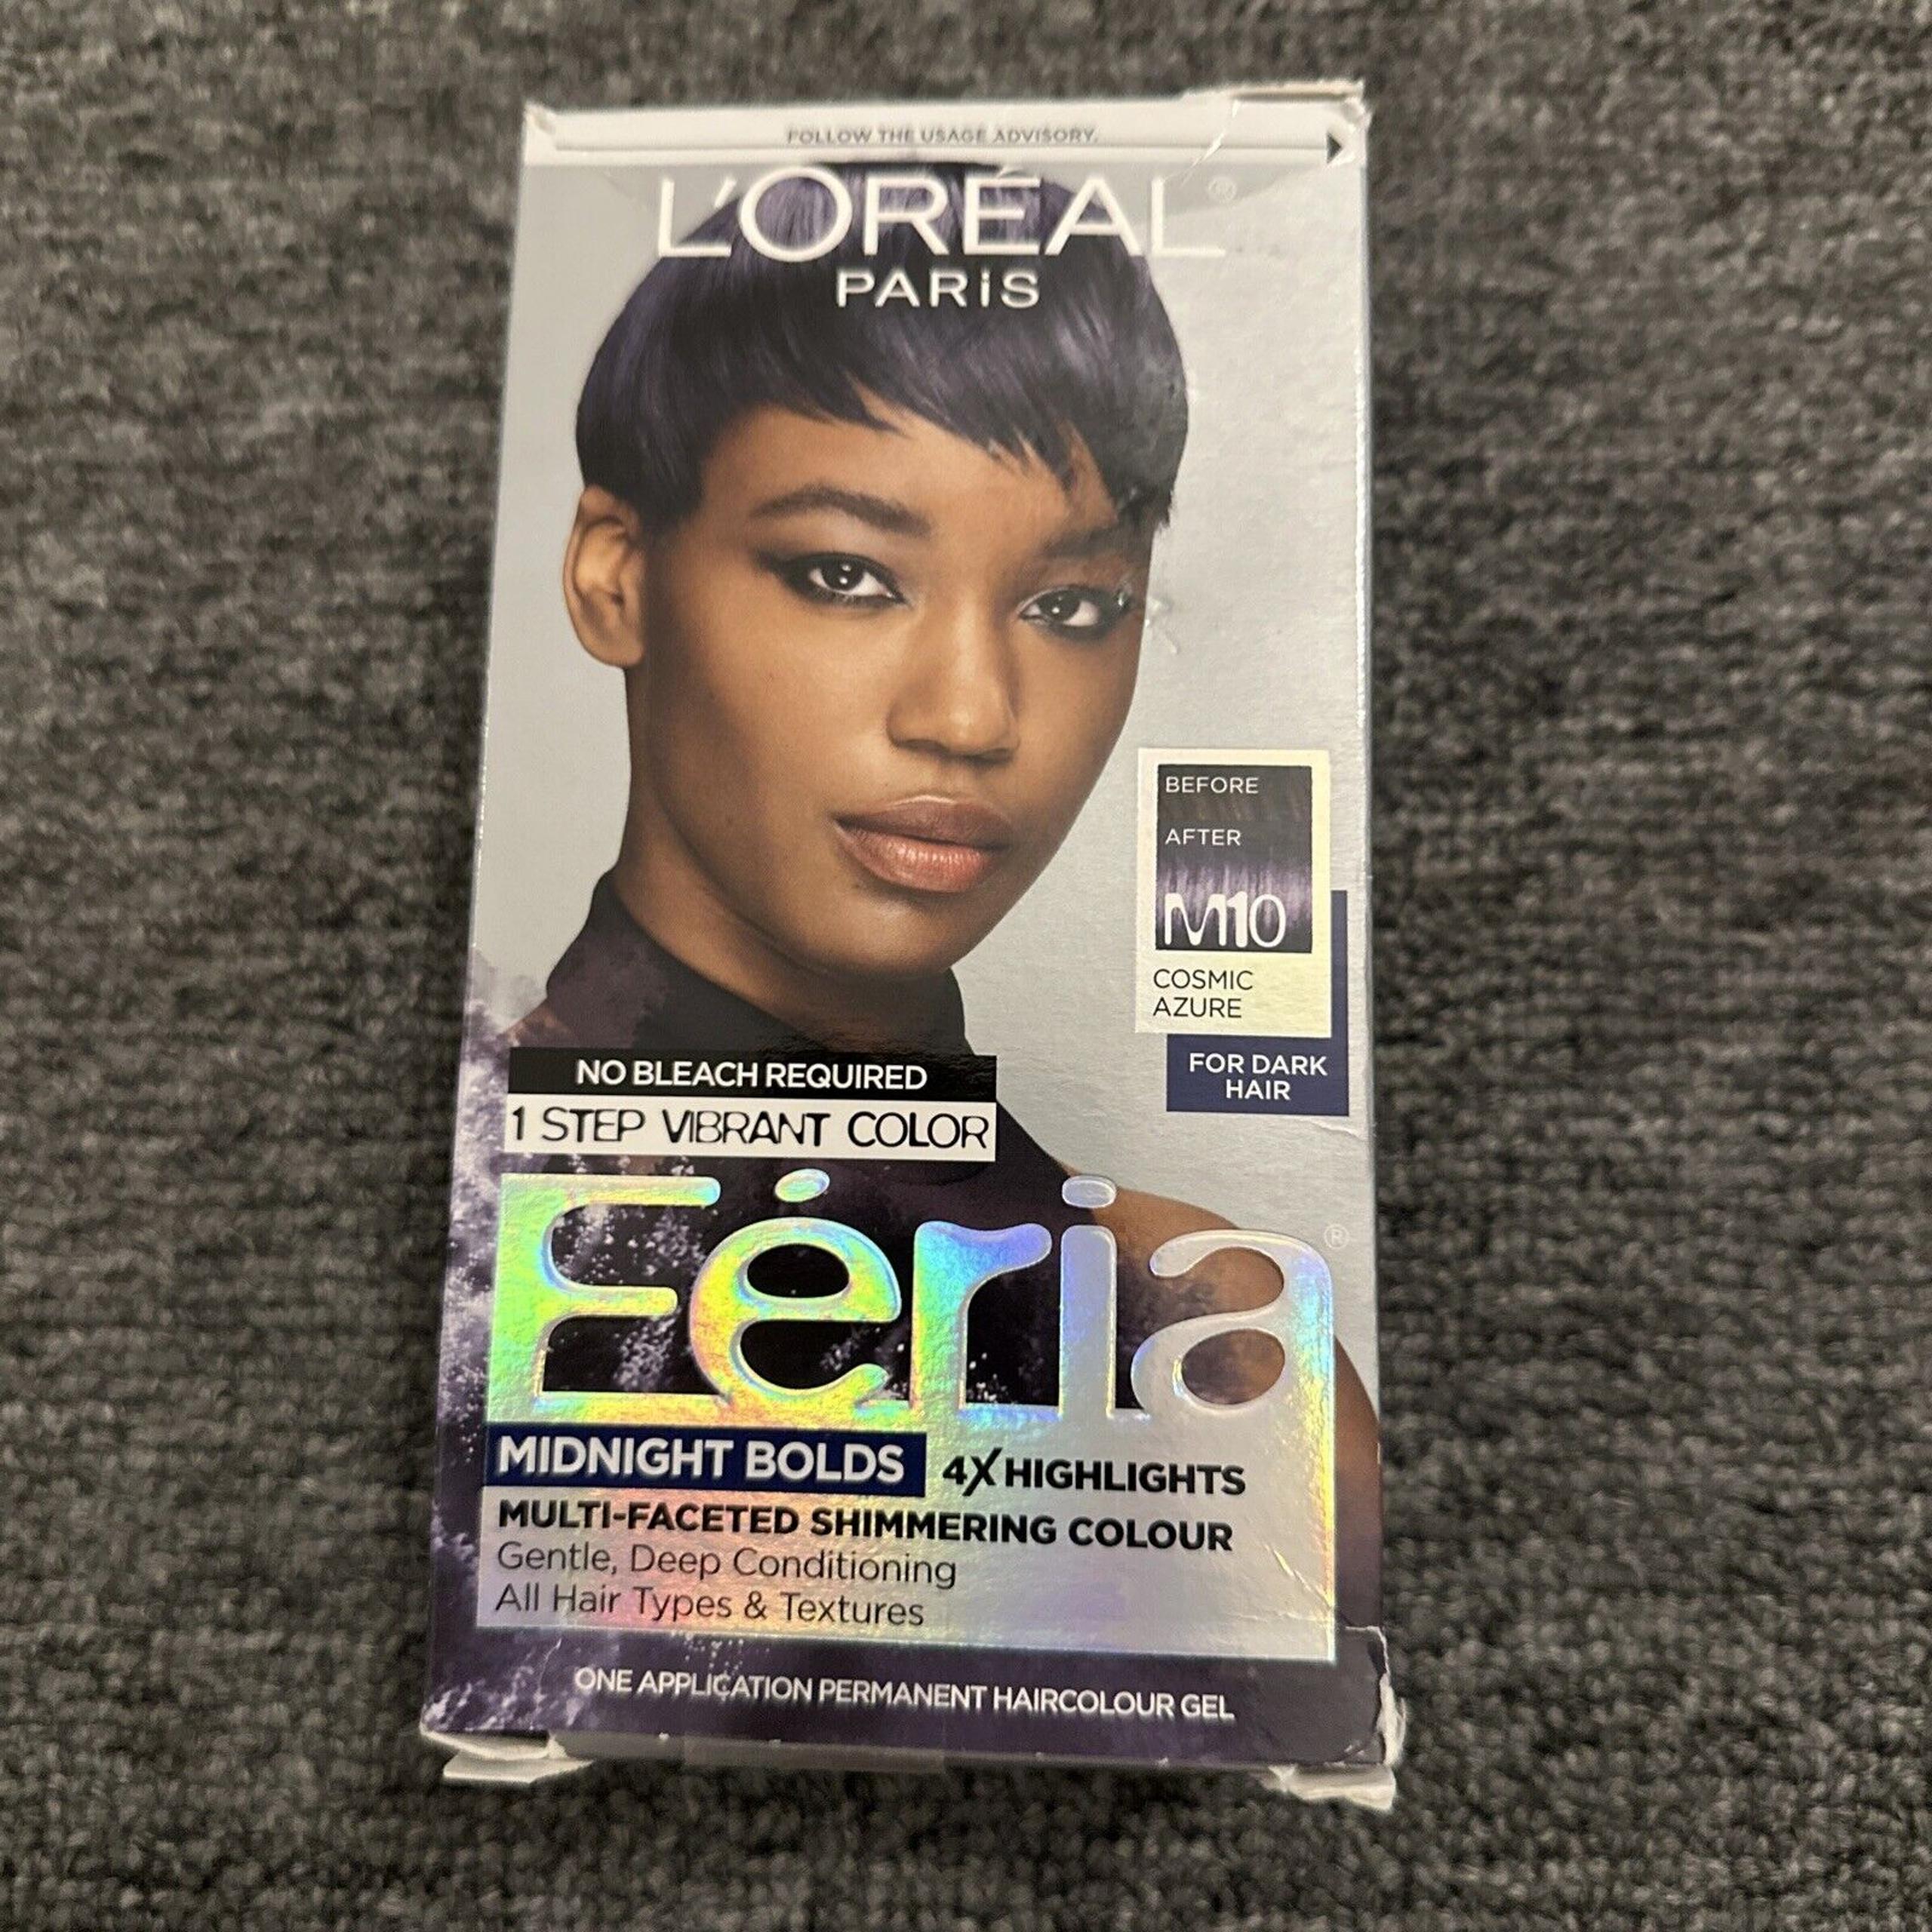 FOLLOW THE USAGE ADVISORY.
L'ORÉAL®
PARiS
BEFORE
AFTER
M10
COSMIC
AZURE
FOR DARK
HAIR
NO BLEACH REQUIRED
1 STEP VIBRANT COLOR
Féria®
MIDNIGHT BOLDS 4X HIGHLIGHTS
MULTI-FACETED SHIMMERING COLOUR
Gentle, Deep Conditioning
All Hair Types & Textures
ONE APPLICATION PERMANENT HAIRCOLOUR GEL